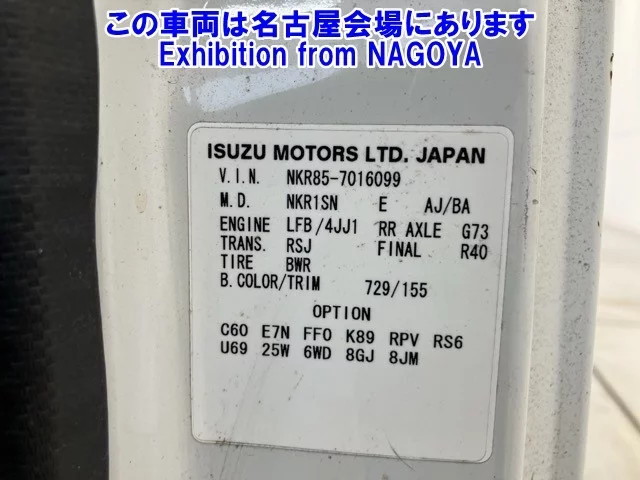 この車両は名古屋会場にあります
Exhibition from NAGOYA
ISUZU MOTORS LTD. JAPAN
V.I.N. NKR85-7016099
M.D. NKR1SN E AJ/BA
ENGINE LFB/4JJ1 RR AXLE G73
TRANS. RSJ FINAL R40
TIRE BWR
B.COLOR/TRIM 729/155
OPTION
C60 E7N FF0 K89 RPV RS6
U69 25W 6WD 8GJ 8JM